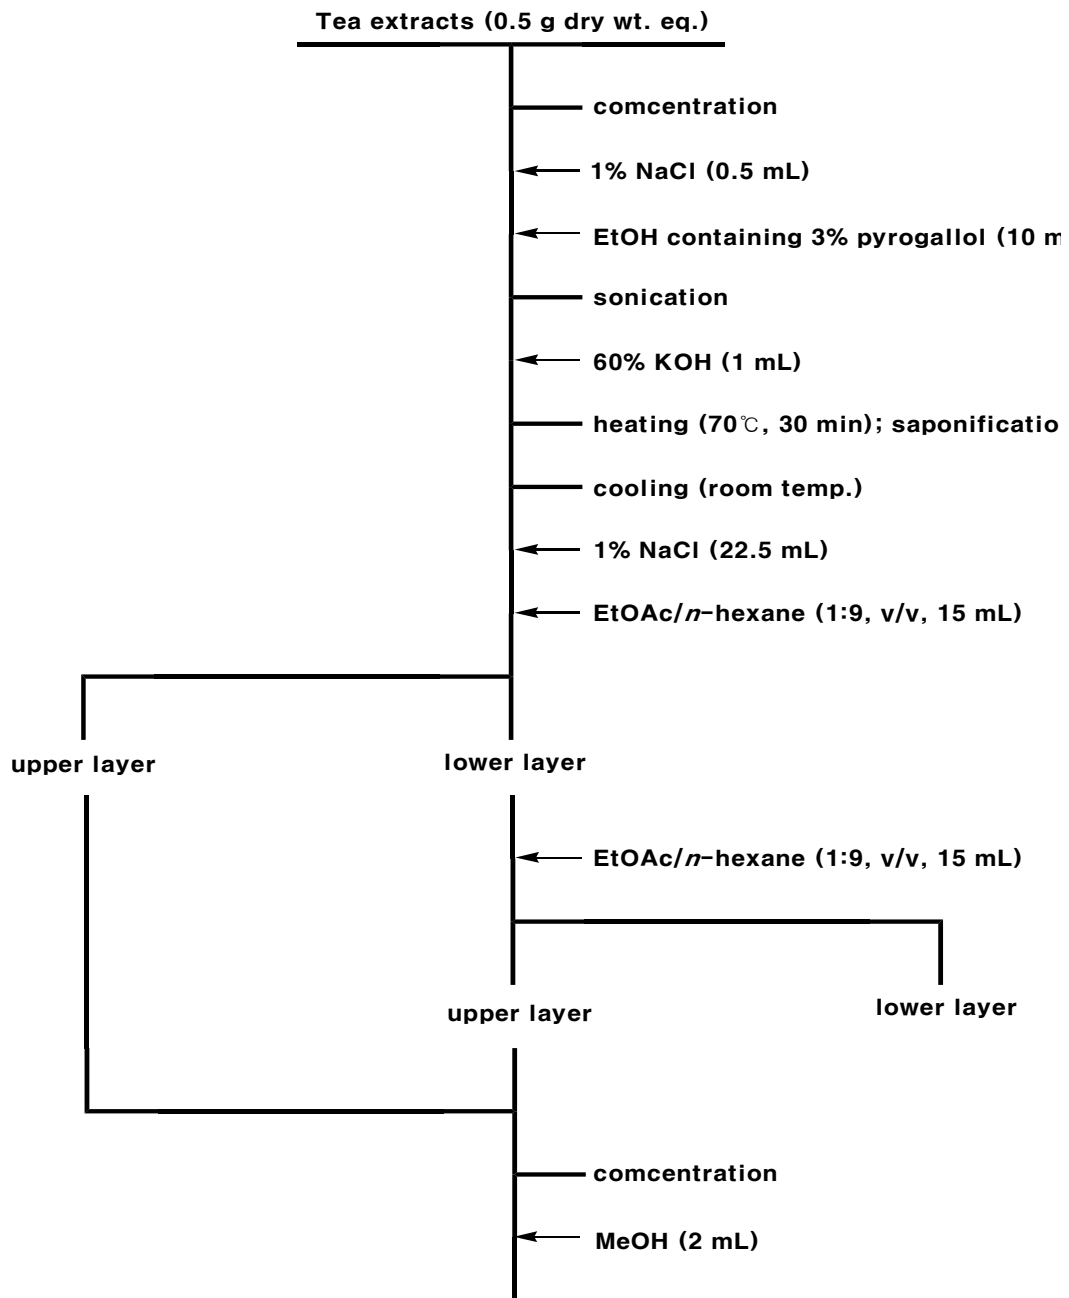 Tea extracts (0.5 g dry wt. eq.)
comcentration
1% NaCl (0.5 mL)
EtOH containing 3% pyrogallol (10 m
sonication
60% KOH (1 mL)
heating (70℃, 30 min); saponificatio
cooling (room temp.)
1% NaCl (22.5 mL)
EtOAc/n-hexane (1:9, v/v, 15 mL)
upper layer
lower layer
EtOAc/n-hexane (1:9, v/v, 15 mL)
upper layer
lower layer
comcentration
MeOH (2 mL)